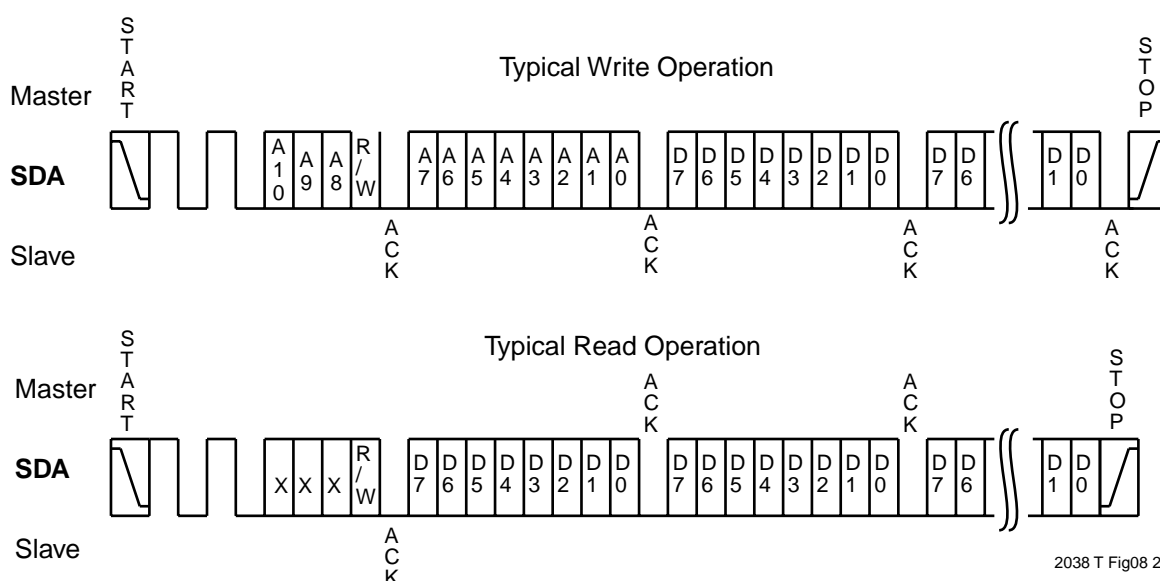 START
STOP
Typical Write Operation
Master
SDA
A10 A9 A8 R/W A7 A6 A5 A4 A3 A2 A1 A0 D7 D6 D5 D4 D3 D2 D1 D0 D7 D6 D1 D0
ACK ACK ACK ACK
Slave
START
Typical Read Operation
STOP
Master
ACK ACK
SDA
X X X R/W D7 D6 D5 D4 D3 D2 D1 D0 D7 D6 D5 D4 D3 D2 D1 D0 D7 D6 D1 D0
Slave
ACK
2038 T Fig08 2